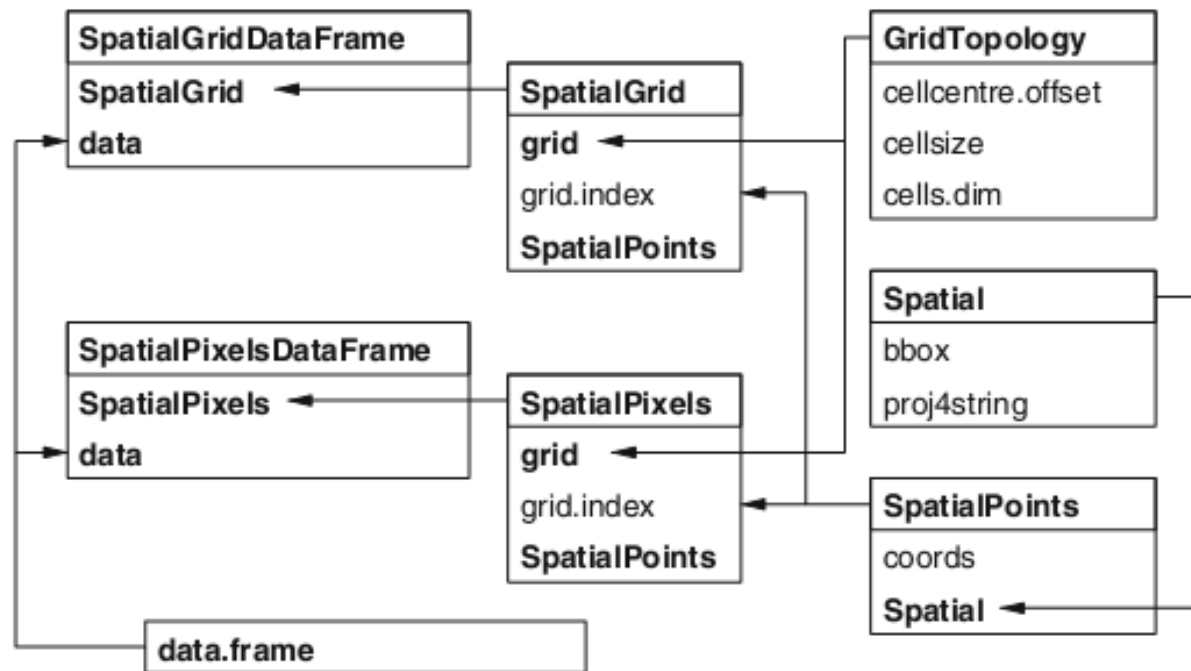 SpatialGridDataFrame
SpatialGrid
data
SpatialGrid
grid
grid.index
SpatialPoints
GridTopology
cellcentre.offset
cellsize
cells.dim
Spatial
bbox
proj4string
SpatialPixelsDataFrame
SpatialPixels
data
SpatialPixels
grid
grid.index
SpatialPoints
SpatialPoints
coords
Spatial
data.frame